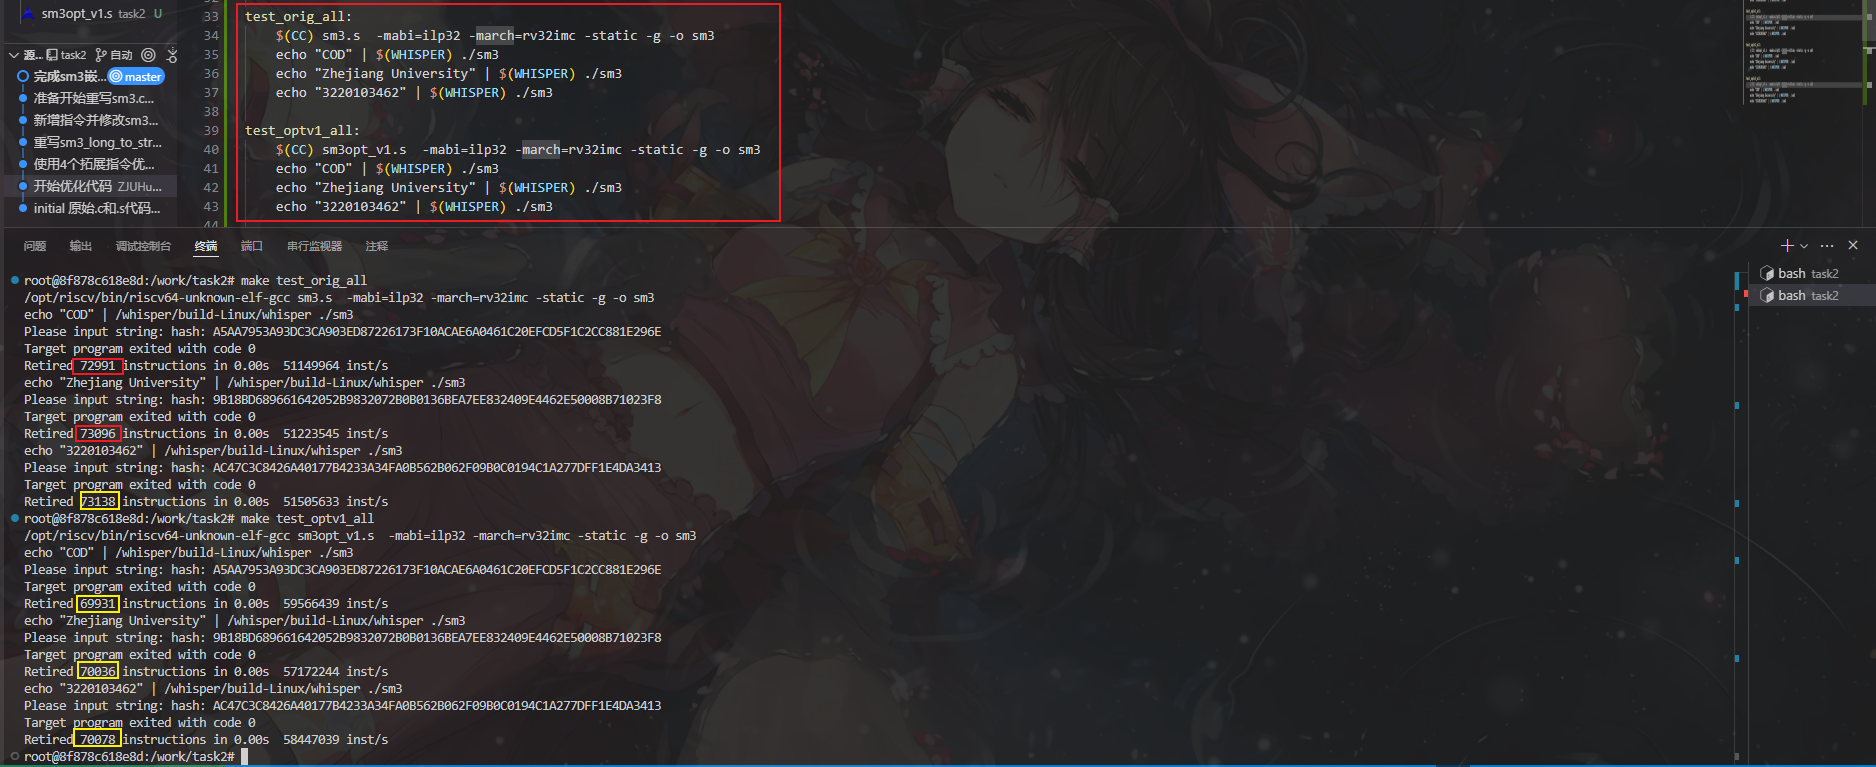 sm3opt_v1.s task2 U
源... task2 自动
完成sm3嵌... master
准备开始重写sm3.c...
新增指令并修改sm3...
重写sm3_long_to_str...
使用4个拓展指令优...
开始优化代码 ZJUHu...
initial 原始.c和.s代码...
33 test_orig_all:
34 $(CC) sm3.s  -mabi=ilp32 -march=rv32imc -static -g -o sm3
35 echo "COD" | $(WHISPER) ./sm3
36 echo "Zhejiang University" | $(WHISPER) ./sm3
37 echo "3220103462" | $(WHISPER) ./sm3
38
39 test_optv1_all:
40 $(CC) sm3opt_v1.s  -mabi=ilp32 -march=rv32imc -static -g -o sm3
41 echo "COD" | $(WHISPER) ./sm3
42 echo "Zhejiang University" | $(WHISPER) ./sm3
43 echo "3220103462" | $(WHISPER) ./sm3
44
问题 输出 调试控制台 终端 端口 串行监视器 注释
bash task2
bash task2
root@8f878c618e8d:/work/task2# make test_orig_all
/opt/riscv/bin/riscv64-unknown-elf-gcc sm3.s  -mabi=ilp32 -march=rv32imc -static -g -o sm3
echo "COD" | /whisper/build-Linux/whisper ./sm3
Please input string: hash: A5AA7953A93DC3CA903ED87226173F10ACAE6A0461C20EFCD5F1C2CC881E296E
Target program exited with code 0
Retired 72991 instructions in 0.00s  51149964 inst/s
echo "Zhejiang University" | /whisper/build-Linux/whisper ./sm3
Please input string: hash: 9B18BD689661642052B9832072B0B0136BEA7EE832409E4462E50008B71023F8
Target program exited with code 0
Retired 73096 instructions in 0.00s  51223545 inst/s
echo "3220103462" | /whisper/build-Linux/whisper ./sm3
Please input string: hash: AC47C3C8426A40177B4233A34FA0B562B062F09B0C0194C1A277DFF1E4DA3413
Target program exited with code 0
Retired 73138 instructions in 0.00s  51505633 inst/s
root@8f878c618e8d:/work/task2# make test_optv1_all
/opt/riscv/bin/riscv64-unknown-elf-gcc sm3opt_v1.s  -mabi=ilp32 -march=rv32imc -static -g -o sm3
echo "COD" | /whisper/build-Linux/whisper ./sm3
Please input string: hash: A5AA7953A93DC3CA903ED87226173F10ACAE6A0461C20EFCD5F1C2CC881E296E
Target program exited with code 0
Retired 69931 instructions in 0.00s  59566439 inst/s
echo "Zhejiang University" | /whisper/build-Linux/whisper ./sm3
Please input string: hash: 9B18BD689661642052B9832072B0B0136BEA7EE832409E4462E50008B71023F8
Target program exited with code 0
Retired 70036 instructions in 0.00s  57172244 inst/s
echo "3220103462" | /whisper/build-Linux/whisper ./sm3
Please input string: hash: AC47C3C8426A40177B4233A34FA0B562B062F09B0C0194C1A277DFF1E4DA3413
Target program exited with code 0
Retired 70078 instructions in 0.00s  58447039 inst/s
root@8f878c618e8d:/work/task2#